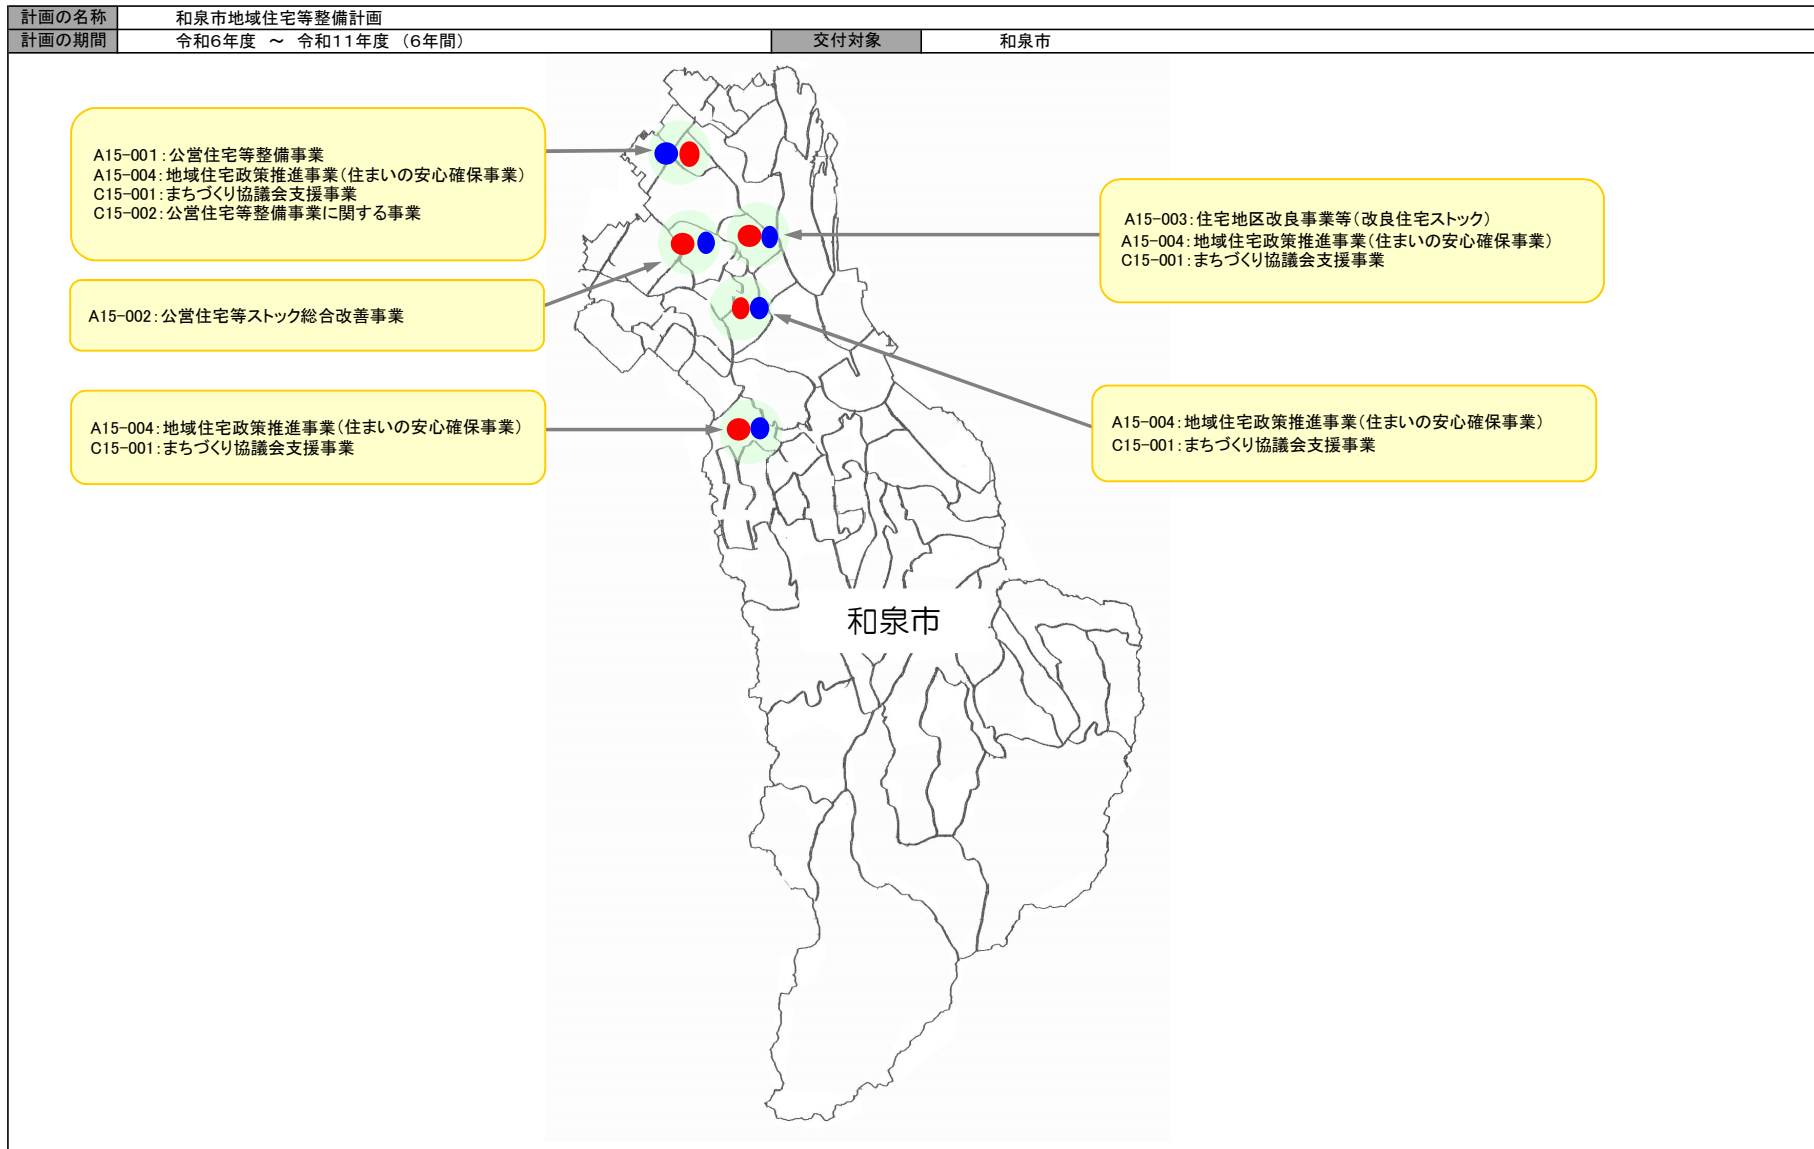 計画の名称 和泉市地域住宅等整備計画
計画の期間 令和6年度 ～ 令和11年度 （6年間） 交付対象 和泉市
A15-001：公営住宅等整備事業
A15-004：地域住宅政策推進事業（住まいの安心確保事業）
C15-001：まちづくり協議会支援事業
C15-002：公営住宅等整備事業に関する事業
A15-003：住宅地区改良事業等（改良住宅ストック）
A15-004：地域住宅政策推進事業（住まいの安心確保事業）
C15-001：まちづくり協議会支援事業
A15-002：公営住宅等ストック総合改善事業
A15-004：地域住宅政策推進事業（住まいの安心確保事業）
C15-001：まちづくり協議会支援事業
A15-004：地域住宅政策推進事業（住まいの安心確保事業）
C15-001：まちづくり協議会支援事業
和泉市